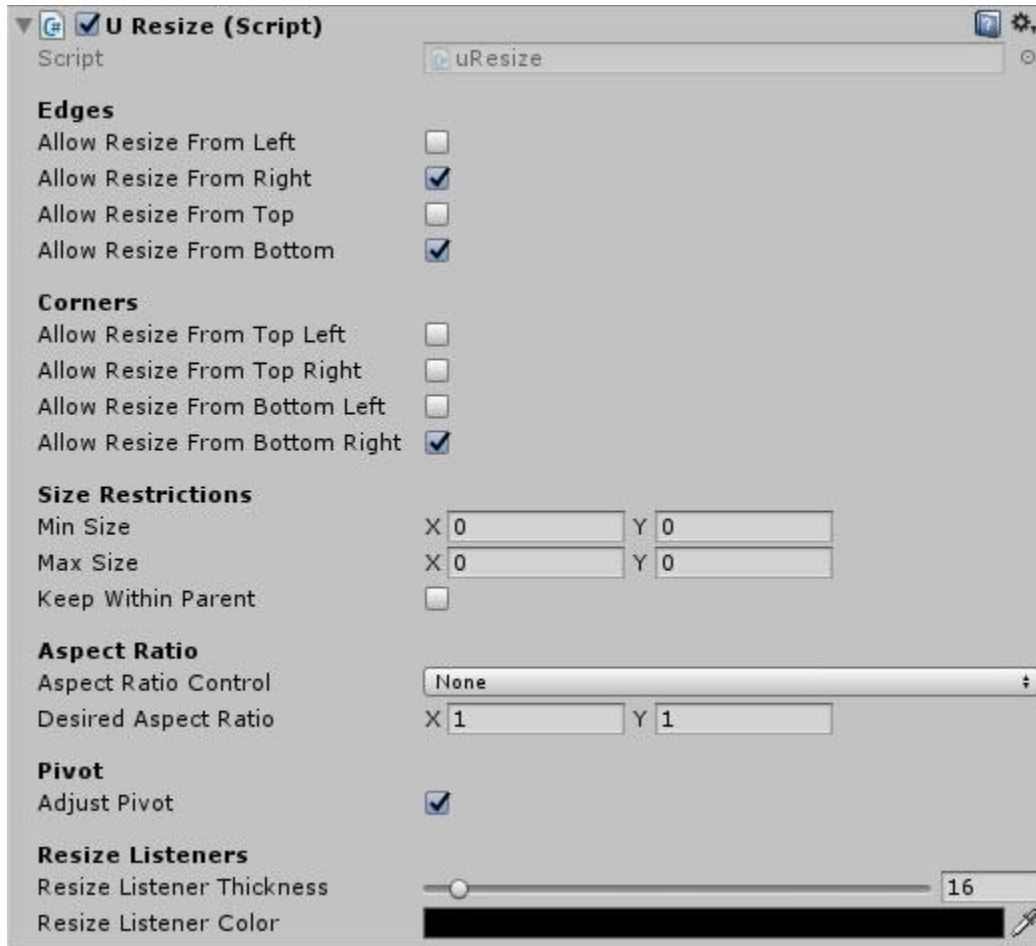 U Resize (Script)
Script uResize
Edges
Allow Resize From Left
Allow Resize From Right
Allow Resize From Top
Allow Resize From Bottom
Corners
Allow Resize From Top Left
Allow Resize From Top Right
Allow Resize From Bottom Left
Allow Resize From Bottom Right
Size Restrictions
Min Size X 0 Y 0
Max Size X 0 Y 0
Keep Within Parent
Aspect Ratio
Aspect Ratio Control None
Desired Aspect Ratio X 1 Y 1
Pivot
Adjust Pivot
Resize Listeners
Resize Listener Thickness 16
Resize Listener Color